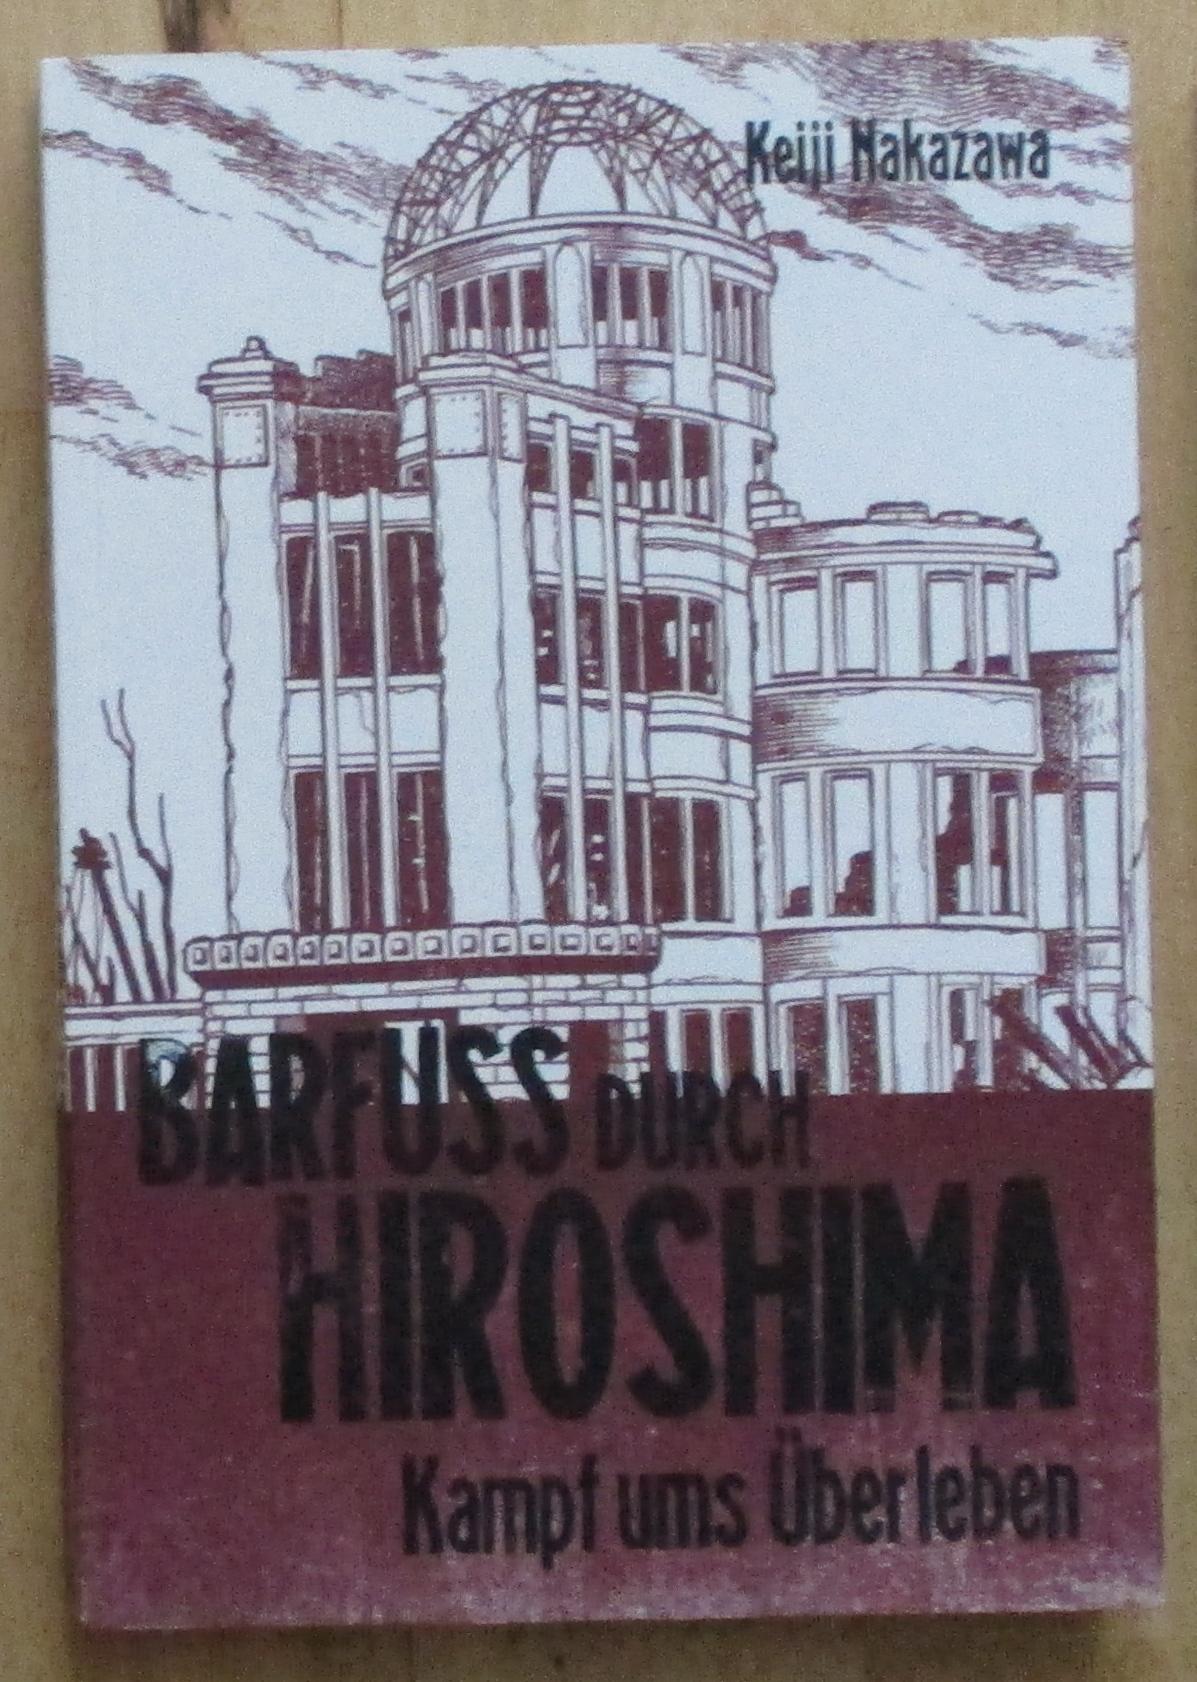 Keiji Nakazawa
BARFUSS DURCH
HIROSHIMA
Kampf ums Überleben